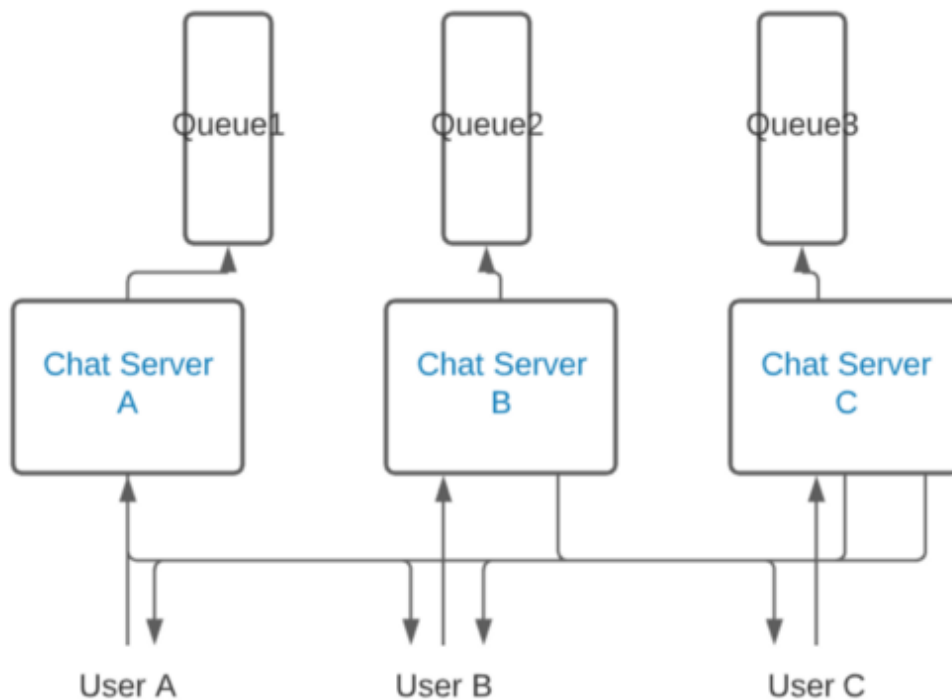 Queue1
Queue2
Queue3
Chat Server
A
Chat Server
B
Chat Server
C
User A
User B
User C